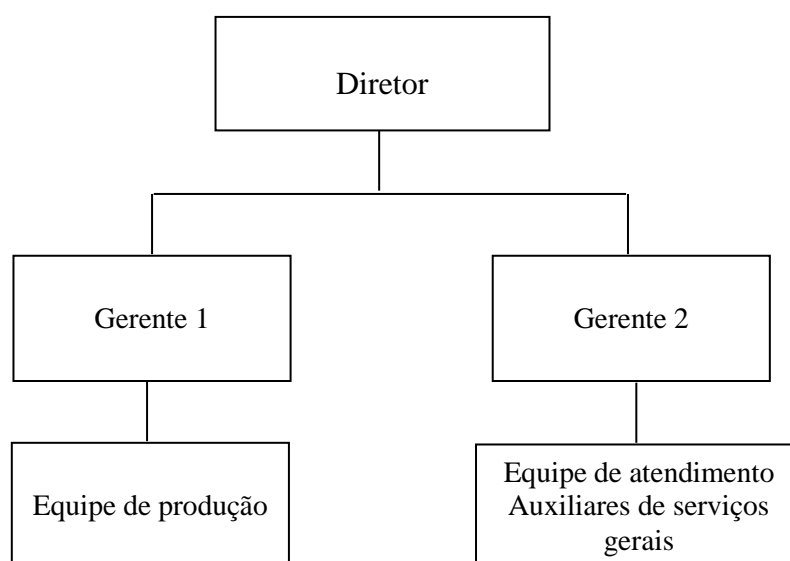 Diretor
Gerente 1
Gerente 2
Equipe de produção
Equipe de atendimento
Auxiliares de serviços
gerais